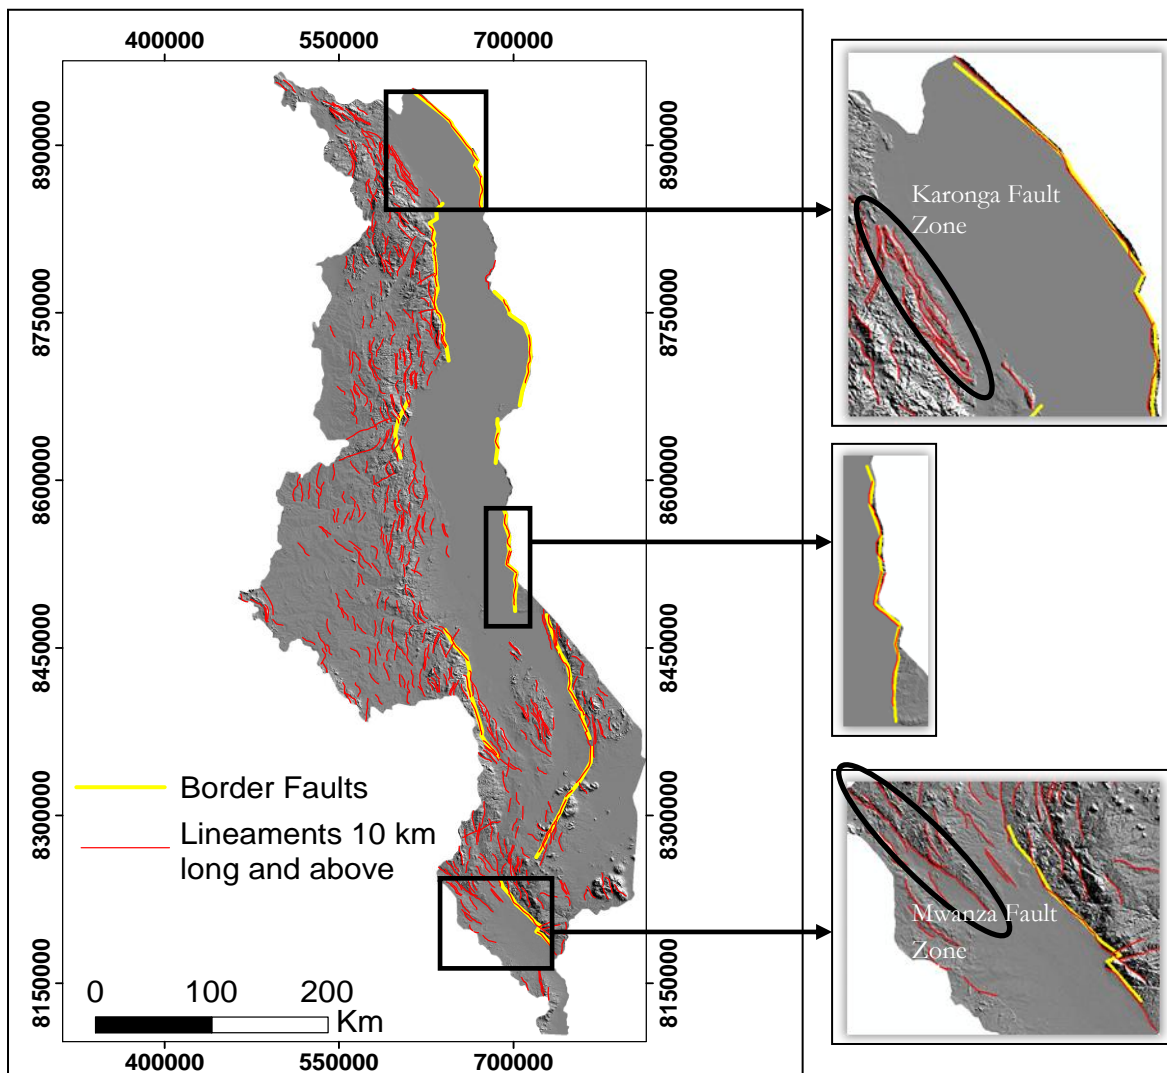 400000 550000 700000
8900000
8750000
8600000
8450000
8300000
8150000
8900000
8750000
8600000
8450000
8300000
8150000
Border Faults
Lineaments 10 km
long and above
0 100 200
Km
400000 550000 700000
Karonga Fault
Zone
Mwanza Fault
Zone